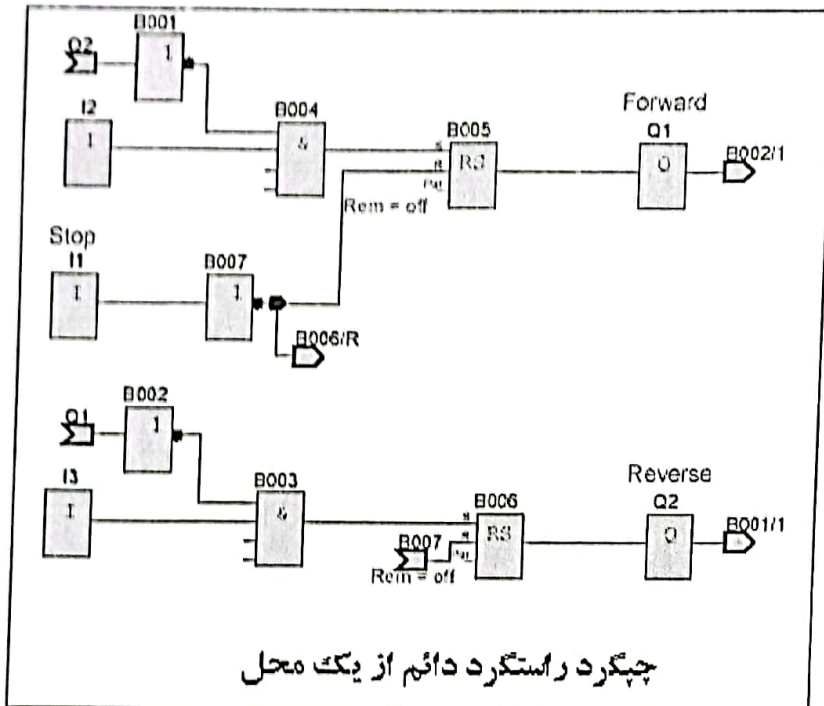 B001
Q2
1
I2
I
B004
&
Forward
B005
Q1
S
R
RS
Q
B002/1
Par
Rem = off
Stop
I1
I
B007
1
B006/R
B002
Q1
1
I3
I
B003
&
Reverse
B006
Q2
R
RS
Q
B001/1
B007
Par
Rem = off
چپگرد راستگرد دائم از یک محل